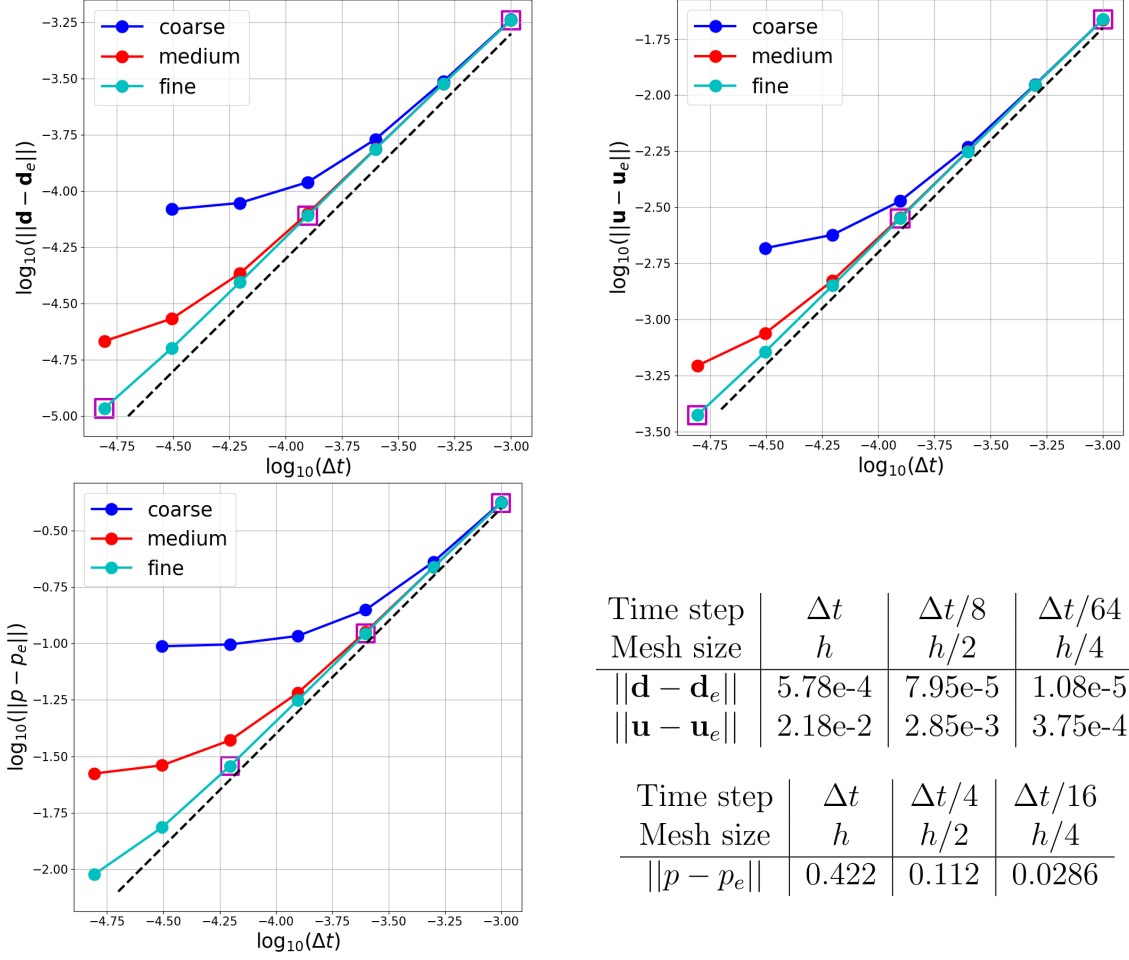 coarse
medium
fine
−3.25
−3.50
−3.75
−4.00
−4.25
−4.50
−4.75
−5.00
log₁₀(||𝐝 − 𝐝ₑ||)
−4.75 −4.50 −4.25 −4.00 −3.75 −3.50 −3.25 −3.00
log₁₀(Δt)
coarse
medium
fine
−1.75
−2.00
−2.25
−2.50
−2.75
−3.00
−3.25
−3.50
log₁₀(||𝐮 − 𝐮ₑ||)
−4.75 −4.50 −4.25 −4.00 −3.75 −3.50 −3.25 −3.00
log₁₀(Δt)
coarse
medium
fine
−0.50
−0.75
−1.00
−1.25
−1.50
−1.75
−2.00
log₁₀(||p − pₑ||)
−4.75 −4.50 −4.25 −4.00 −3.75 −3.50 −3.25 −3.00
log₁₀(Δt)
Time step Δt Δt/8 Δt/64
Mesh size h h/2 h/4
||𝐝 − 𝐝ₑ|| 5.78e-4 7.95e-5 1.08e-5
||𝐮 − 𝐮ₑ|| 2.18e-2 2.85e-3 3.75e-4
Time step Δt Δt/4 Δt/16
Mesh size h h/2 h/4
||p − pₑ|| 0.422 0.112 0.0286